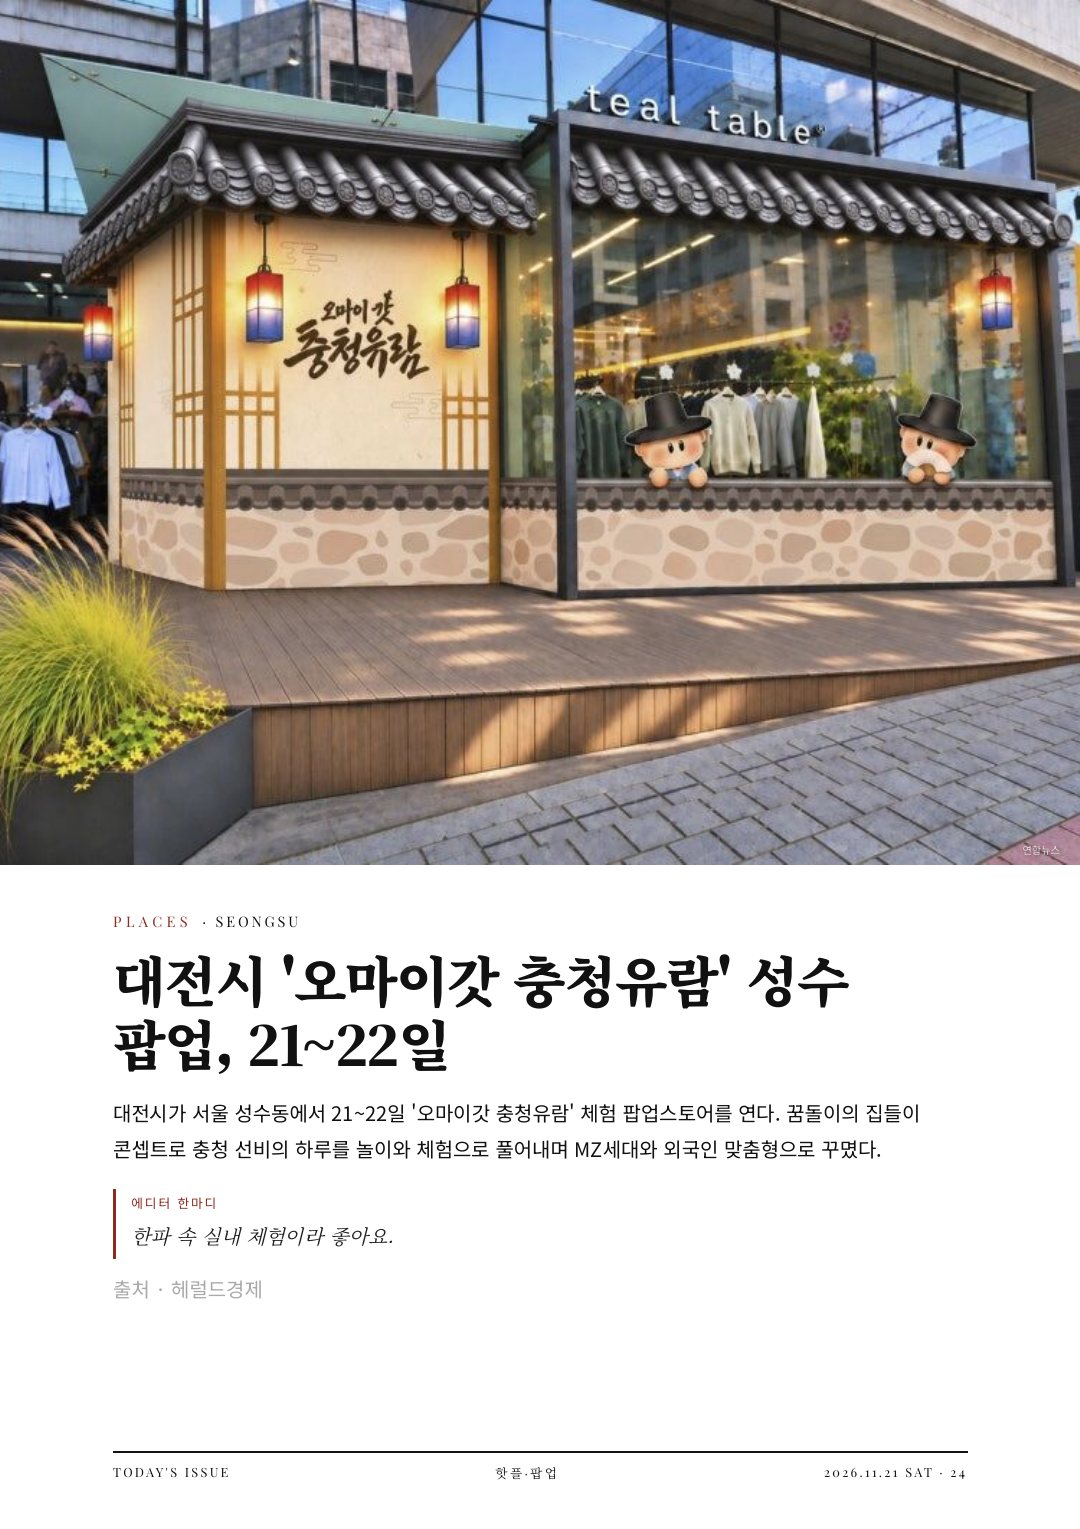 teal table
오마이 갓
충청유람
연합뉴스
PLACES · SEONGSU
대전시 '오마이갓 충청유람' 성수
팝업, 21~22일
대전시가 서울 성수동에서 21~22일 '오마이갓 충청유람' 체험 팝업스토어를 연다. 꿈돌이의 집들이
콘셉트로 충청 선비의 하루를 놀이와 체험으로 풀어내며 MZ세대와 외국인 맞춤형으로 꾸몄다.
에디터 한마디
한파 속 실내 체험이라 좋아요.
출처 · 헤럴드경제
TODAY'S ISSUE
핫플·팝업
2026.11.21 SAT · 24